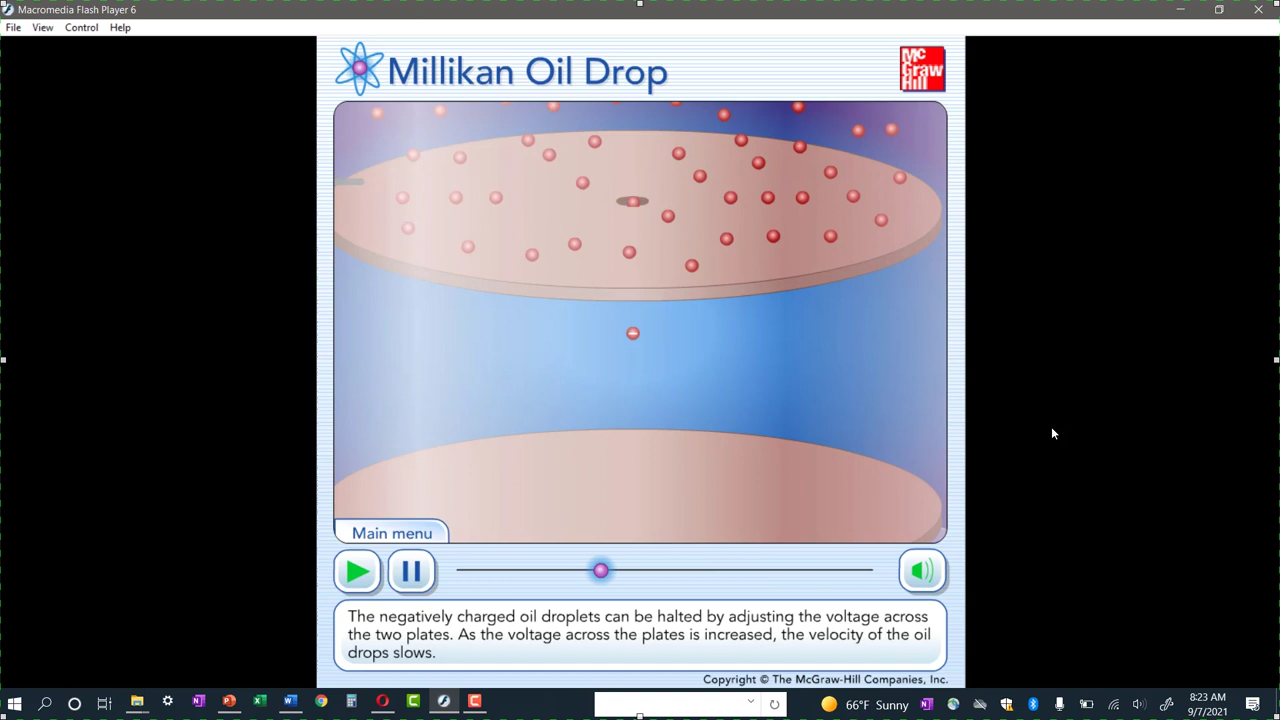 Macromedia Flash Player 6
File View Control Help
Millikan Oil Drop
Mc
Graw
Hill
Main menu
The negatively charged oil droplets can be halted by adjusting the voltage across
the two plates. As the voltage across the plates is increased, the velocity of the oil
drops slows.
Copyright © The McGraw-Hill Companies, Inc.
Sunny
8:23 AM
9/7/2021